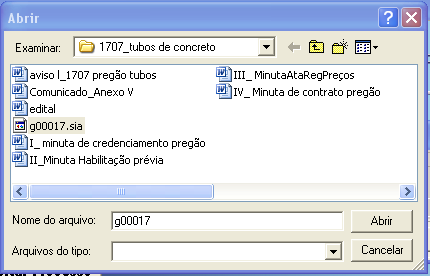 Abrir
Examinar: 1707_tubos de concreto
aviso l_1707 pregão tubos
Comunicado_Anexo V
edital
g00017.sia
I_ minuta de credenciamento pregão
II_Minuta Habilitação prévia
III_ MinutaAtaRegPreços
IV_ Minuta de contrato pregão
Nome do arquivo: g00017
Abrir
Arquivos do tipo:
Cancelar